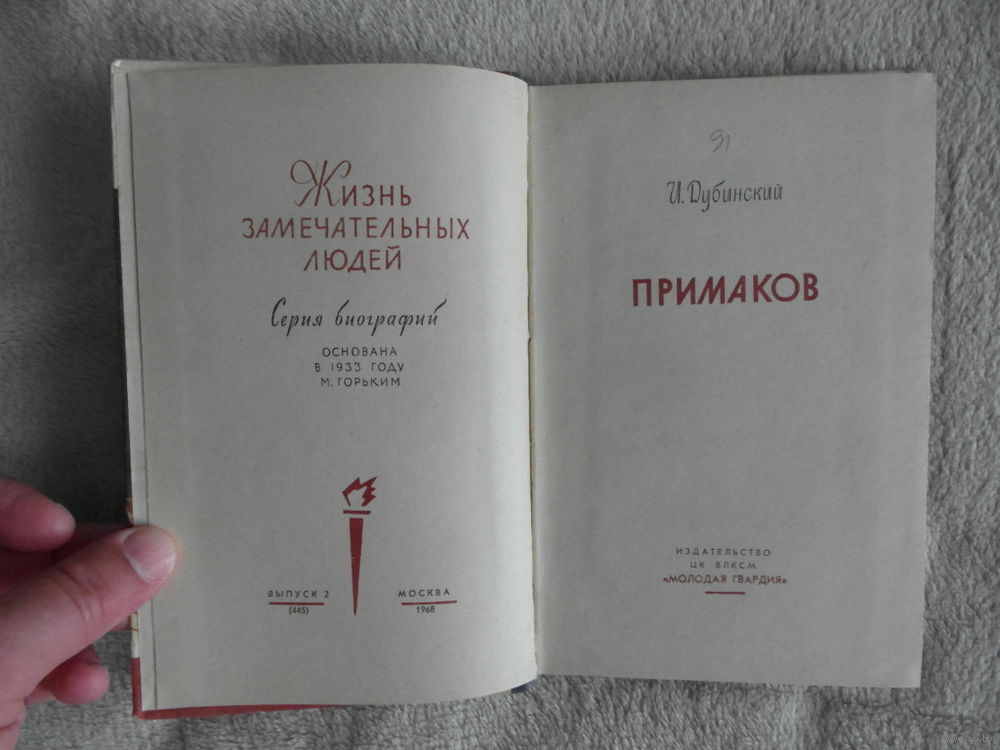 Жизнь
ЗАМЕЧАТЕЛЬНЫХ
ЛЮДЕЙ
Серия биографий
ОСНОВАНА
В 1933 ГОДУ
М. ГОРЬКИМ
ВЫПУСК 2
(445)
МОСКВА
1968
91
И. Дубинский
ПРИМАКОВ
ИЗДАТЕЛЬСТВО
ЦК ВЛКСМ
«МОЛОДАЯ ГВАРДИЯ»